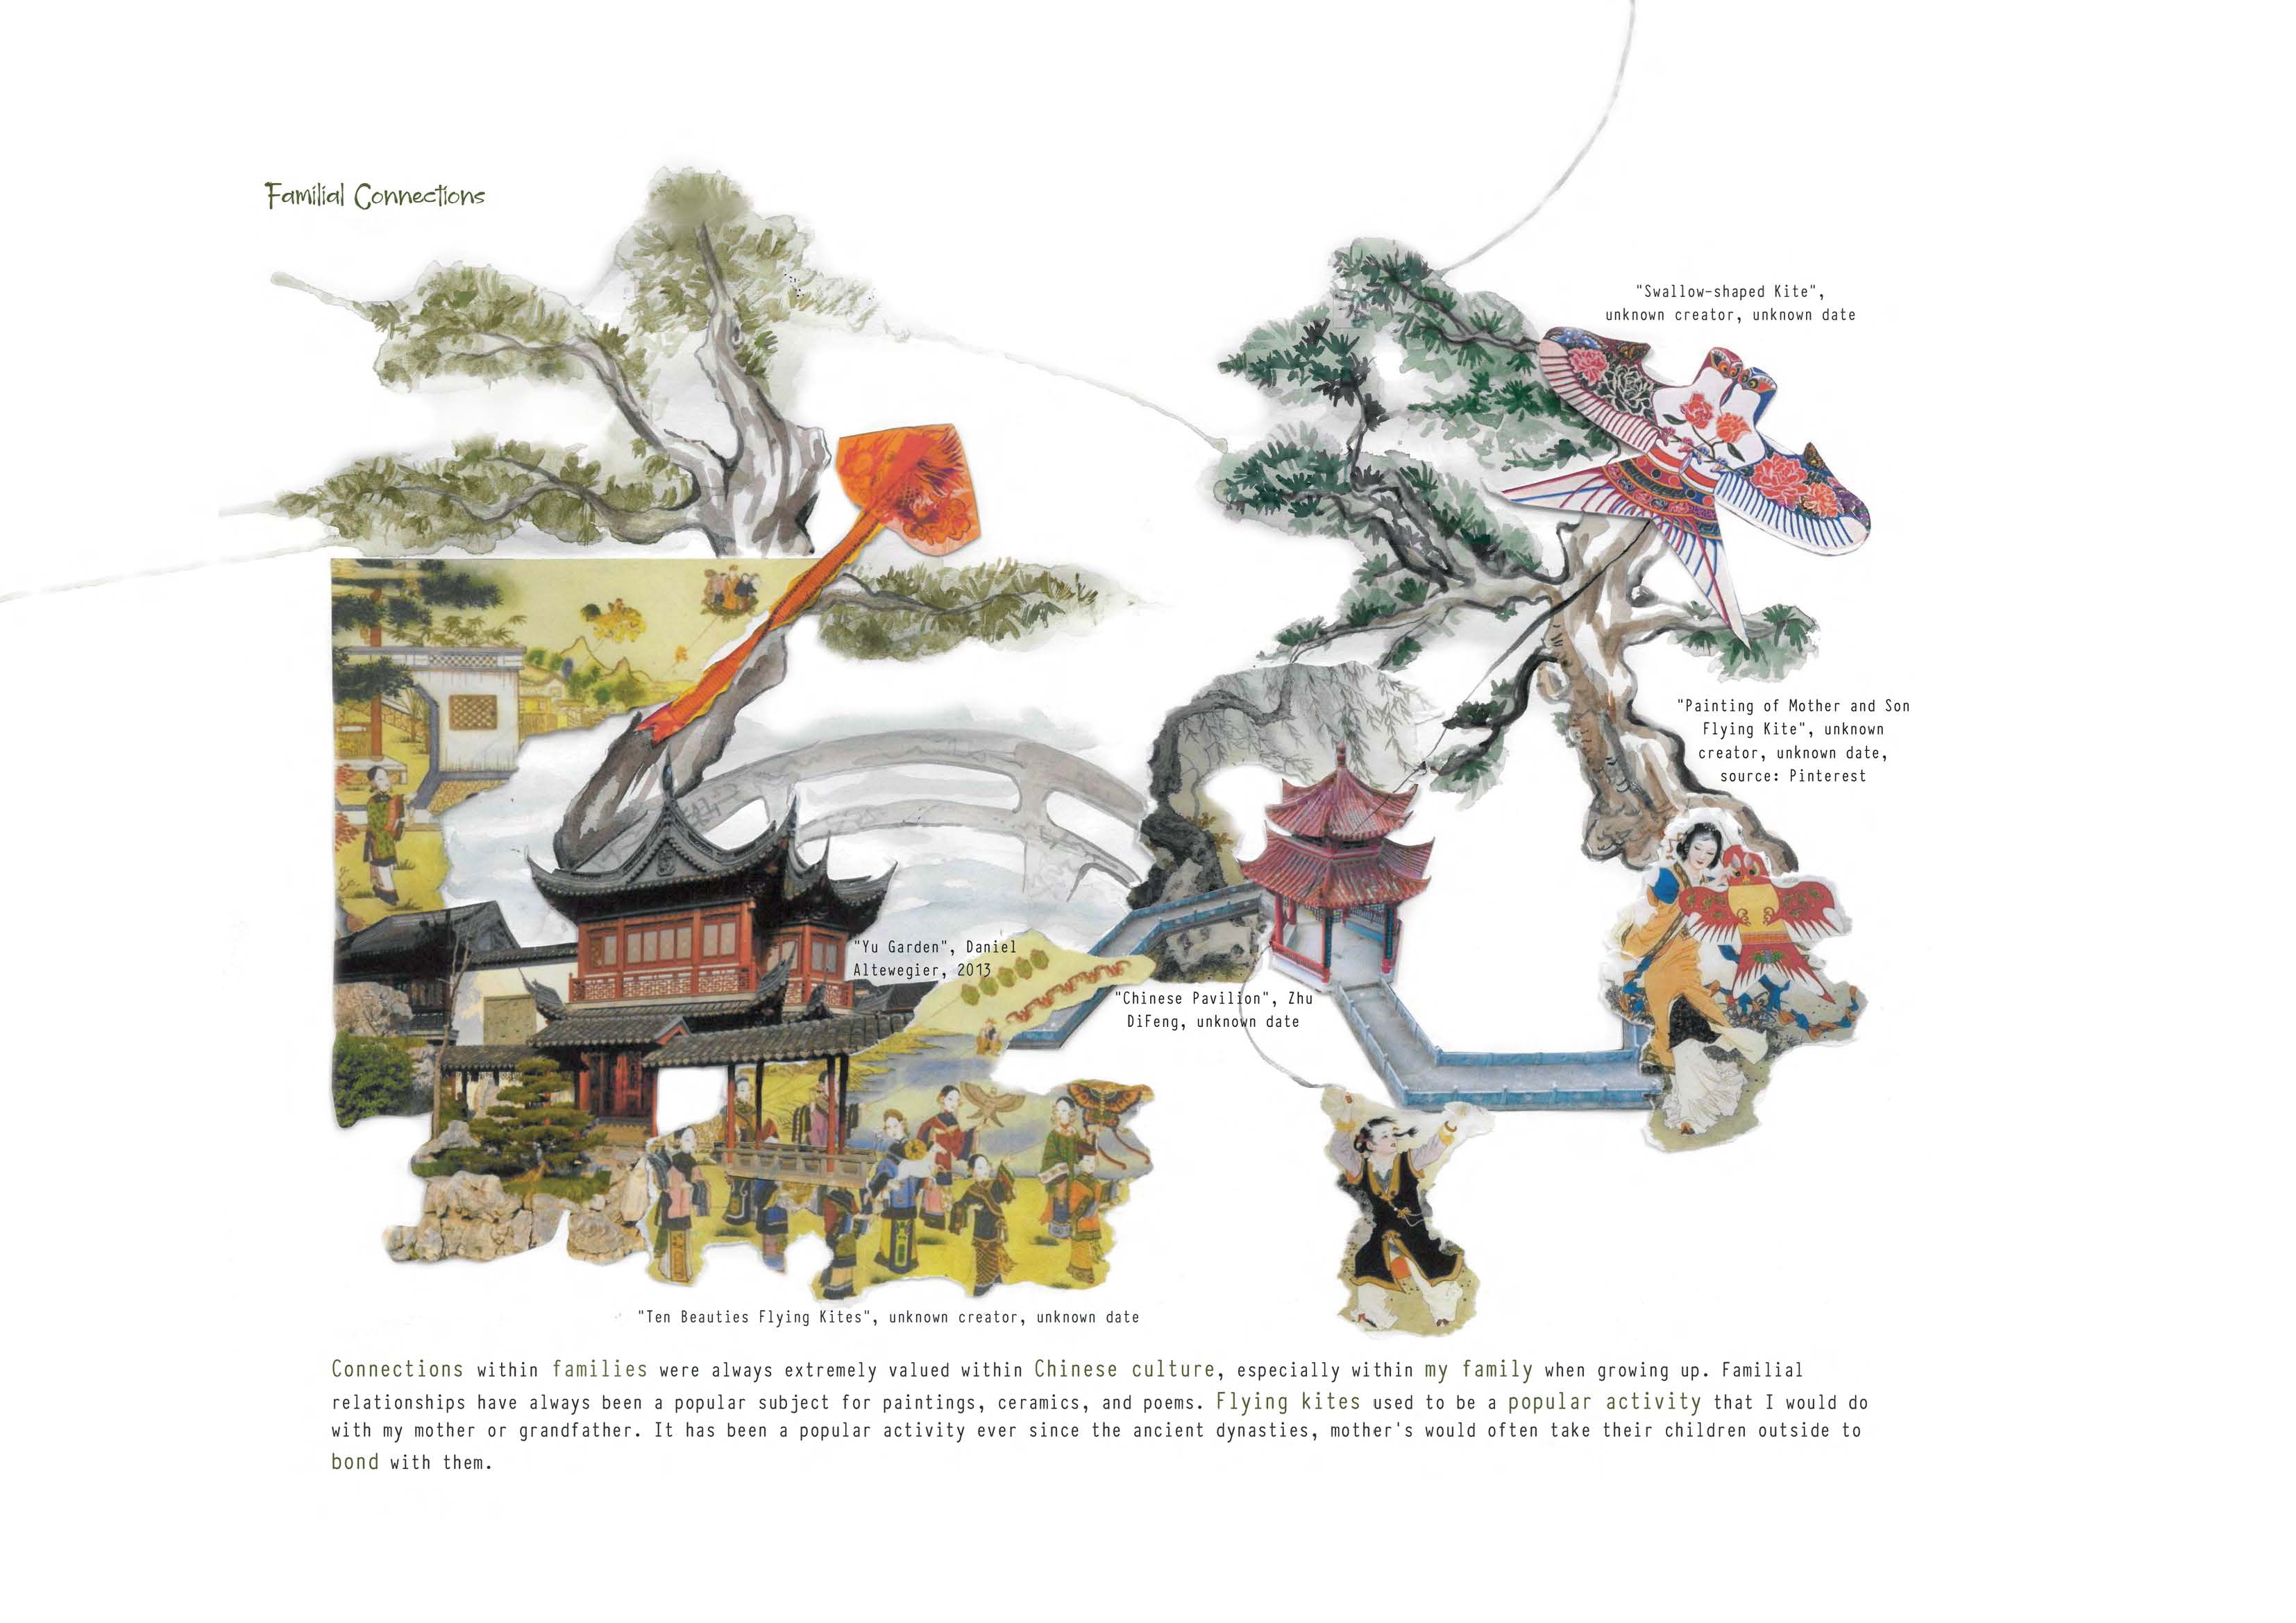 Familial Connections
"Swallow-shaped Kite",
unknown creator, unknown date
"Painting of Mother and Son
Flying Kite", unknown
creator, unknown date,
source: Pinterest
"Yu Garden", Daniel
Altewegier, 2013
"Chinese Pavilion", Zhu
DiFeng, unknown date
"Ten Beauties Flying Kites", unknown creator, unknown date
Connections within families were always extremely valued within Chinese culture, especially within my family when growing up. Familial
relationships have always been a popular subject for paintings, ceramics, and poems. Flying kites used to be a popular activity that I would do
with my mother or grandfather. It has been a popular activity ever since the ancient dynasties, mother's would often take their children outside to
bond with them.